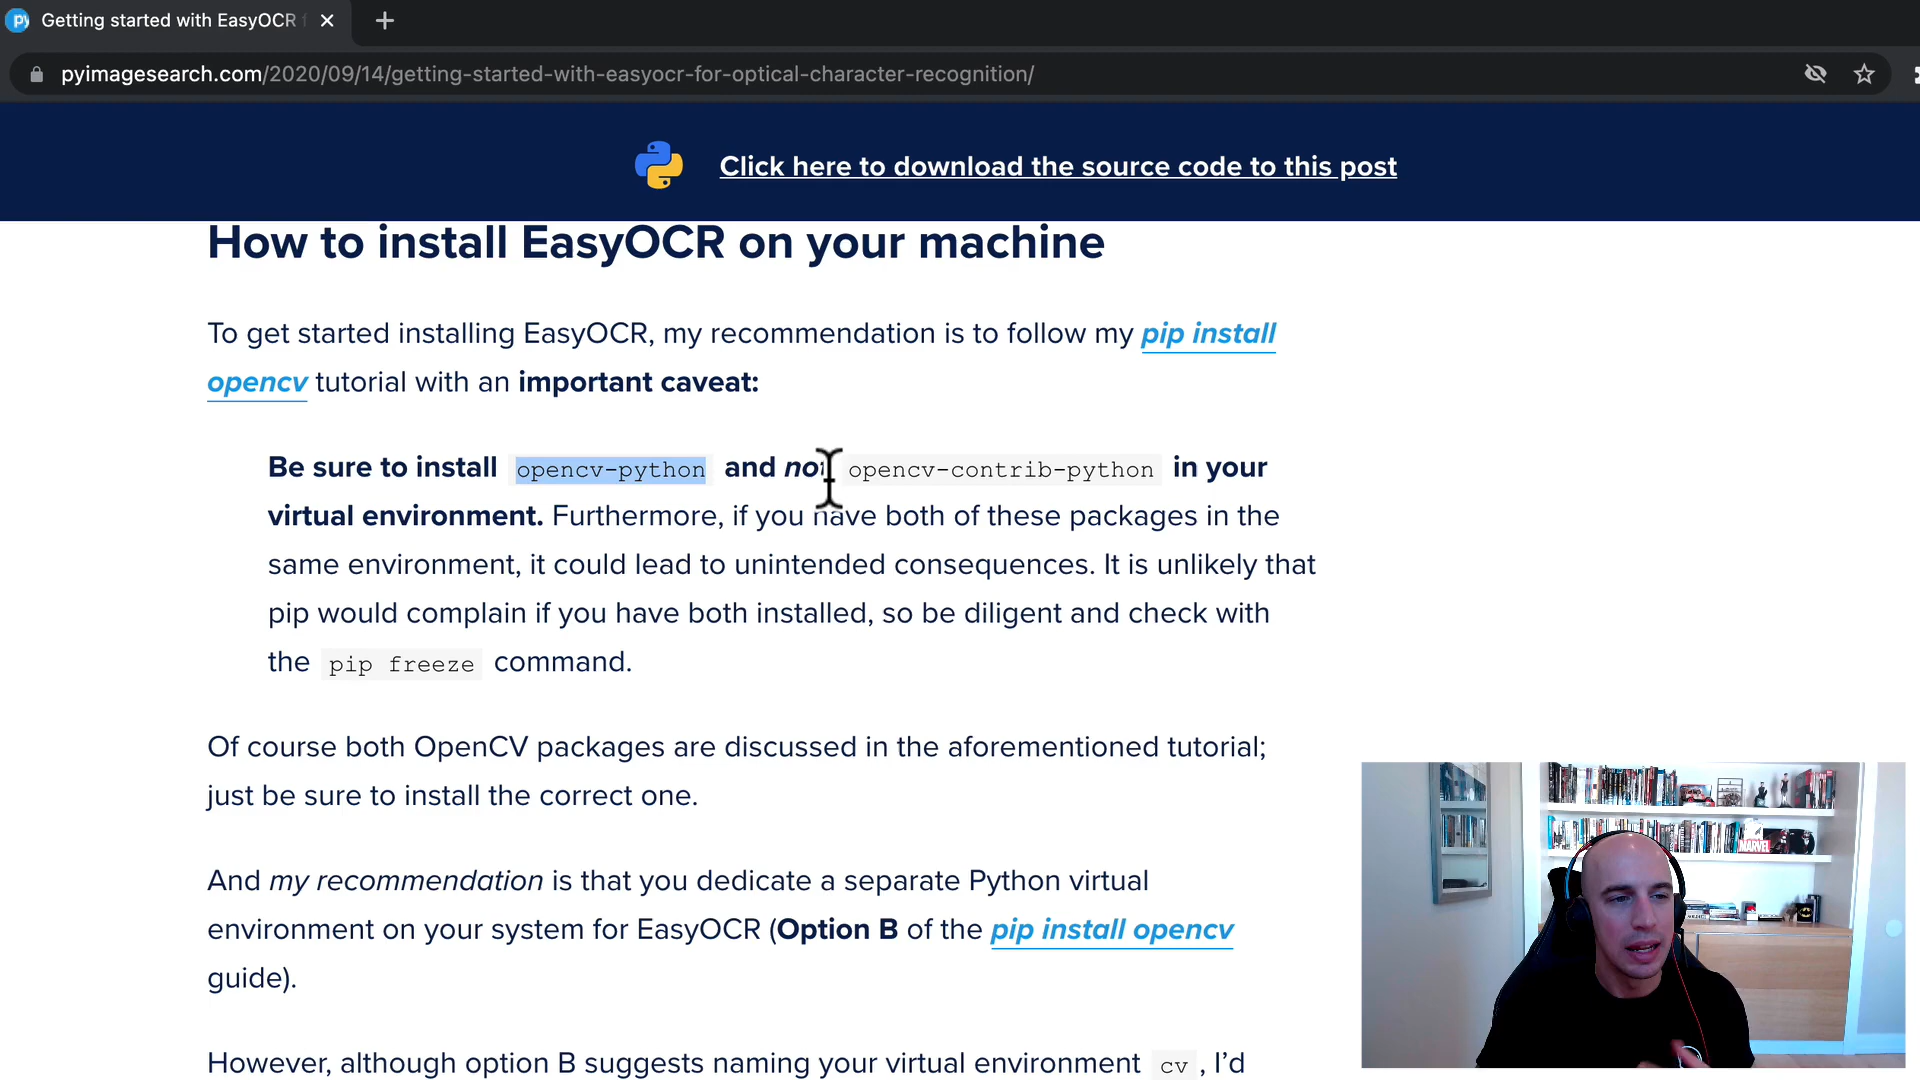 Getting started with EasyOCR
pyimagesearch.com/2020/09/14/getting-started-with-easyocr-for-optical-character-recognition/
Click here to download the source code to this post
How to install EasyOCR on your machine
To get started installing EasyOCR, my recommendation is to follow my pip install
opencv tutorial with an important caveat:
Be sure to install opencv-python and not opencv-contrib-python in your
virtual environment. Furthermore, if you have both of these packages in the
same environment, it could lead to unintended consequences. It is unlikely that
pip would complain if you have both installed, so be diligent and check with
the pip freeze command.
Of course both OpenCV packages are discussed in the aforementioned tutorial;
just be sure to install the correct one.
And my recommendation is that you dedicate a separate Python virtual
environment on your system for EasyOCR (Option B of the pip install opencv
guide).
However, although option B suggests naming your virtual environment cv, I’d
MARVEL